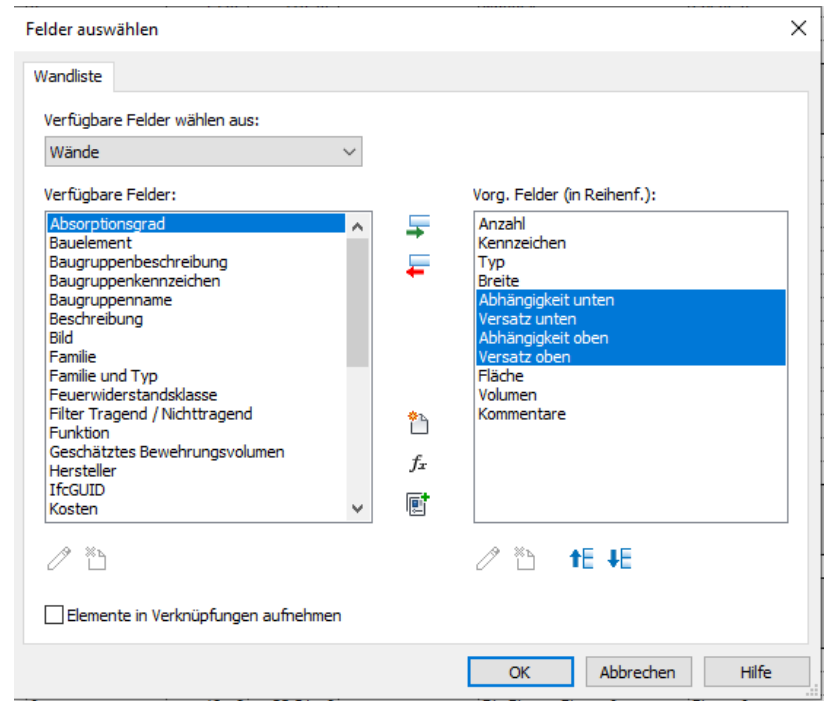 Felder auswählen
Wandliste
Verfügbare Felder wählen aus:
Wände
Verfügbare Felder:
Absorptionsgrad
Bauelement
Baugruppenbeschreibung
Baugruppenkennzeichen
Baugruppenname
Beschreibung
Bild
Familie
Familie und Typ
Feuerwiderstandsklasse
Filter Tragend / Nichttragend
Funktion
Geschätztes Bewehrungsvolumen
Hersteller
IfcGUID
Kosten
fx
Vorg. Felder (in Reihenf.):
Anzahl
Kennzeichen
Typ
Breite
Abhängigkeit unten
Versatz unten
Abhängigkeit oben
Versatz oben
Fläche
Volumen
Kommentare
Elemente in Verknüpfungen aufnehmen
OK Abbrechen Hilfe